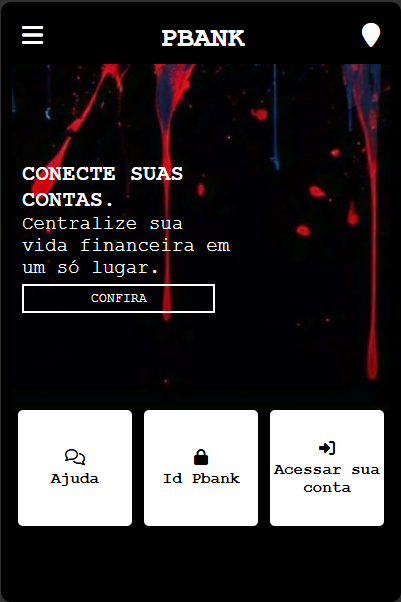 PBANK
CONECTE SUAS
CONTAS.
Centralize sua
vida financeira em
um só lugar.
CONFIRA
Ajuda
Id Pbank
Acessar sua
conta